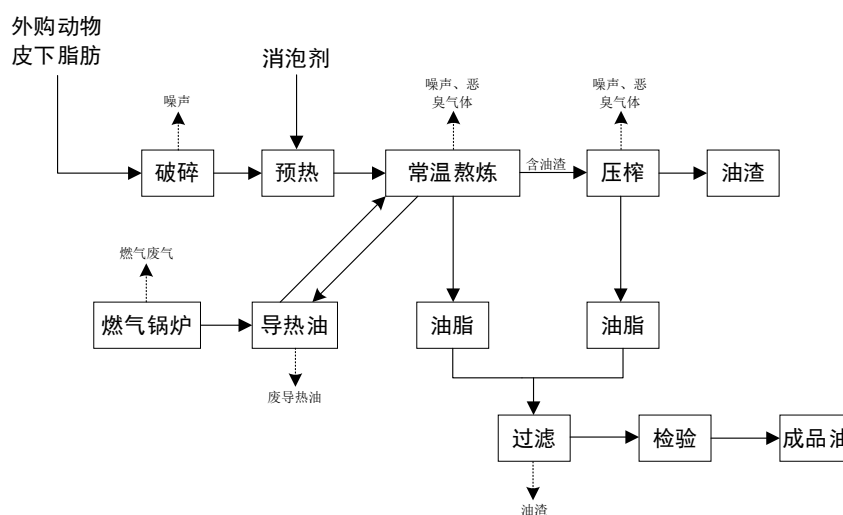 外购动物
皮下脂肪
消泡剂
噪声
噪声、恶
臭气体
噪声、恶
臭气体
破碎
预热
常温熬炼
含油渣
压榨
油渣
燃气废气
燃气锅炉
导热油
油脂
油脂
废导热油
过滤
检验
成品油
油渣